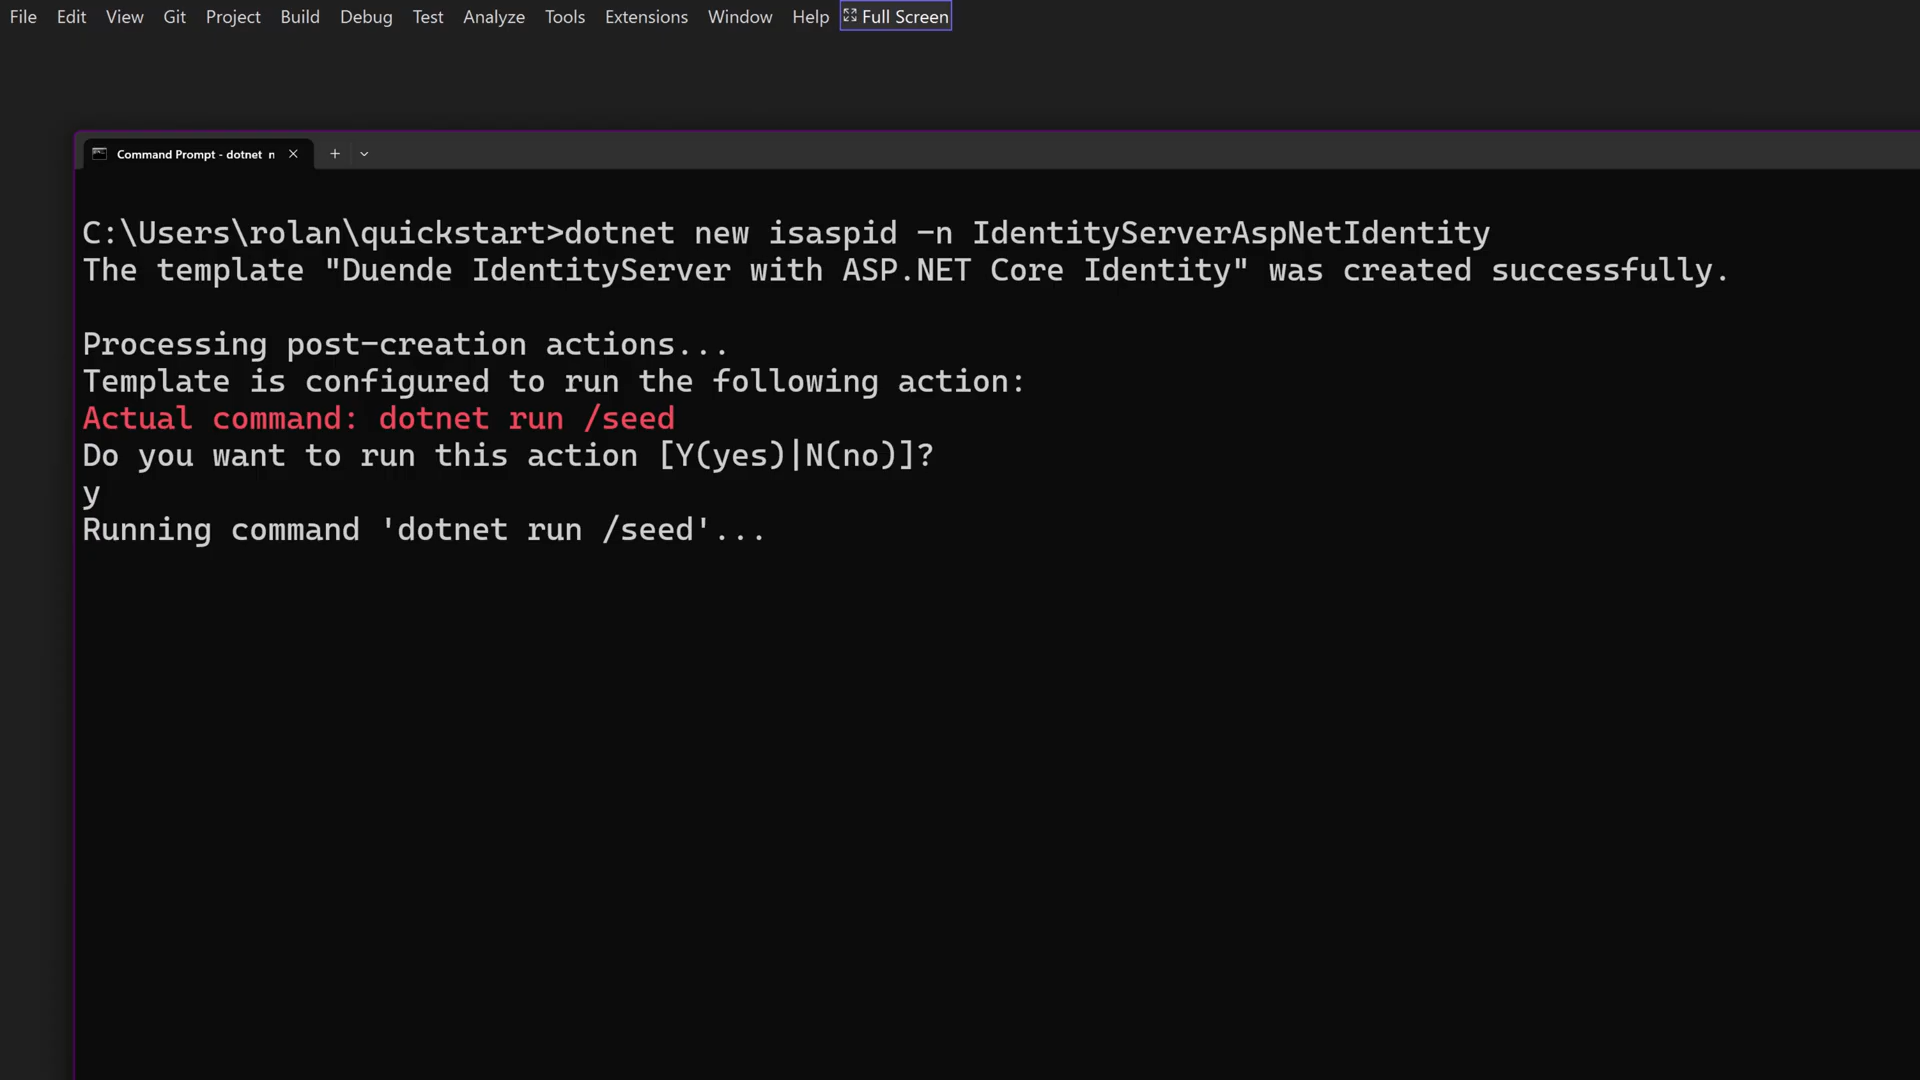 File Edit View Git Project Build Debug Test Analyze Tools Extensions Window Help Full Screen
Command Prompt - dotnet n
C:\Users\rolan\quickstart>dotnet new isaspid -n IdentityServerAspNetIdentity
The template "Duende IdentityServer with ASP.NET Core Identity" was created successfully.
Processing post-creation actions...
Template is configured to run the following action:
Actual command: dotnet run /seed
Do you want to run this action [Y(yes)|N(no)]?
y
Running command 'dotnet run /seed'...